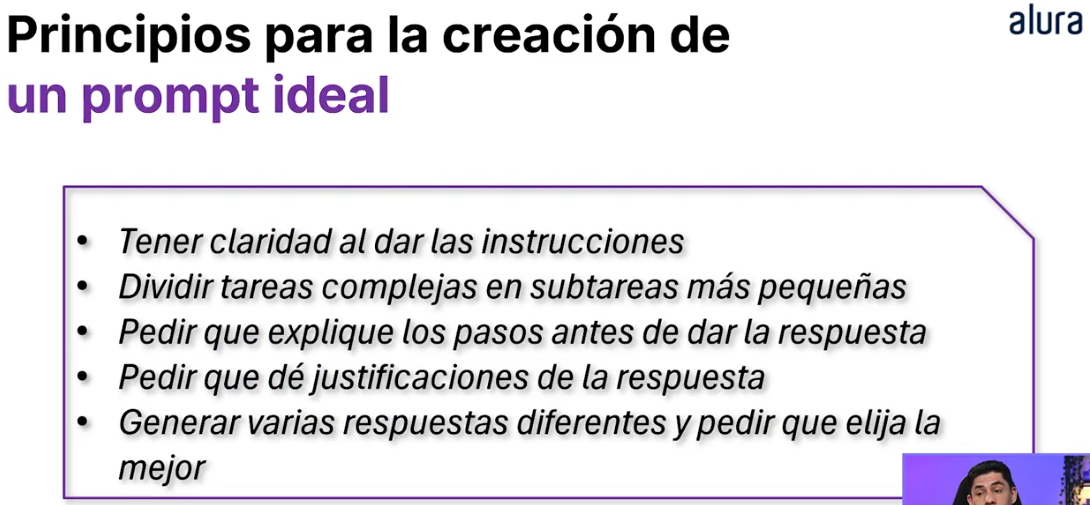 Principios para la creación de
un prompt ideal
alura
• Tener claridad al dar las instrucciones
• Dividir tareas complejas en subtareas más pequeñas
• Pedir que explique los pasos antes de dar la respuesta
• Pedir que dé justificaciones de la respuesta
• Generar varias respuestas diferentes y pedir que elija la
mejor